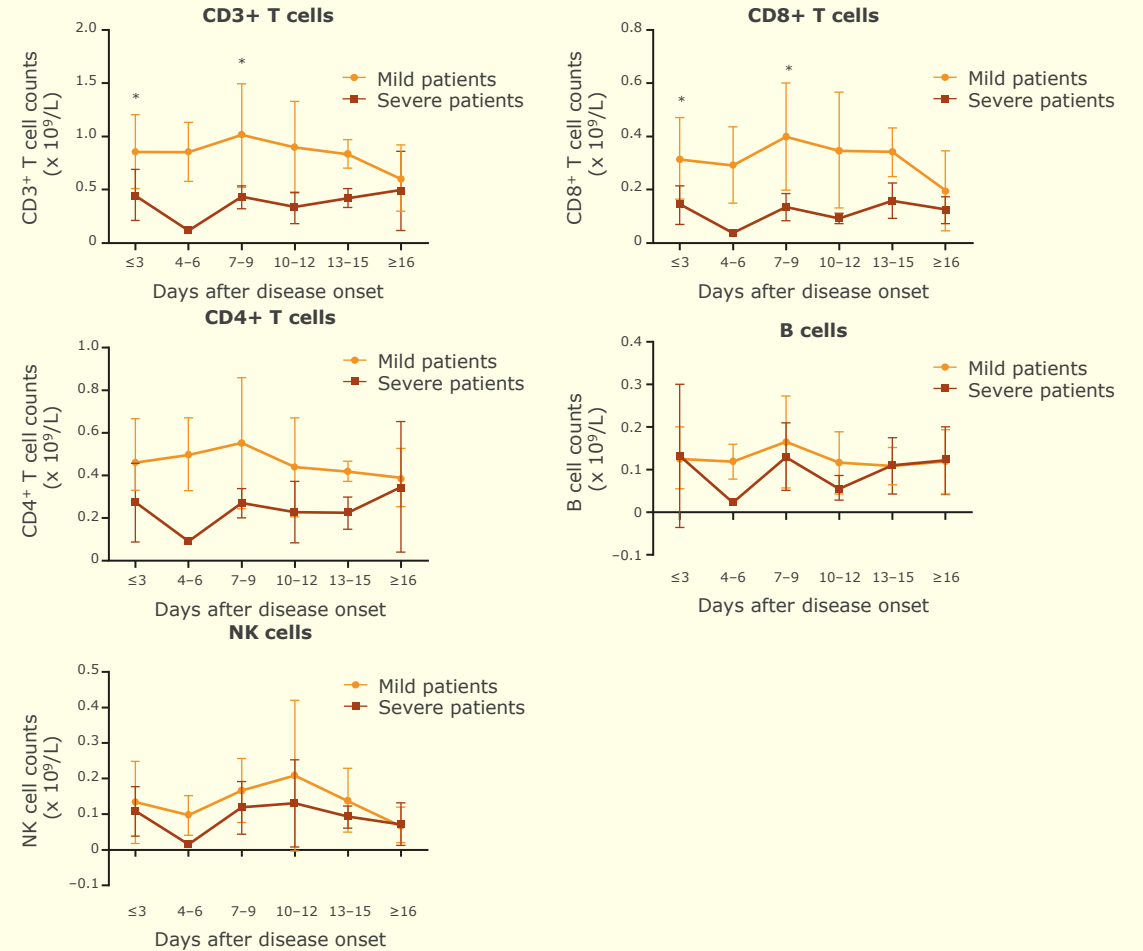 CD3+ T cells
CD3⁺ T cell counts
(x 10⁹/L)
2.0
1.5
1.0
0.5
0
*
*
Mild patients
Severe patients
≤3 4–6 7–9 10–12 13–15 ≥16
Days after disease onset
CD8+ T cells
CD8⁺ T cell counts
(x 10⁹/L)
0.8
0.6
0.4
0.2
0
*
*
Mild patients
Severe patients
≤3 4–6 7–9 10–12 13–15 ≥16
Days after disease onset
CD4+ T cells
CD4⁺ T cell counts
(x 10⁹/L)
1.0
0.8
0.6
0.4
0.2
0
Mild patients
Severe patients
≤3 4–6 7–9 10–12 13–15 ≥16
Days after disease onset
B cells
B cell counts
(x 10⁹/L)
0.4
0.3
0.2
0.1
0
–0.1
Mild patients
Severe patients
≤3 4–6 7–9 10–12 13–15 ≥16
Days after disease onset
NK cells
NK cell counts
(x 10⁹/L)
0.5
0.4
0.3
0.2
0.1
0
–0.1
Mild patients
Severe patients
≤3 4–6 7–9 10–12 13–15 ≥16
Days after disease onset